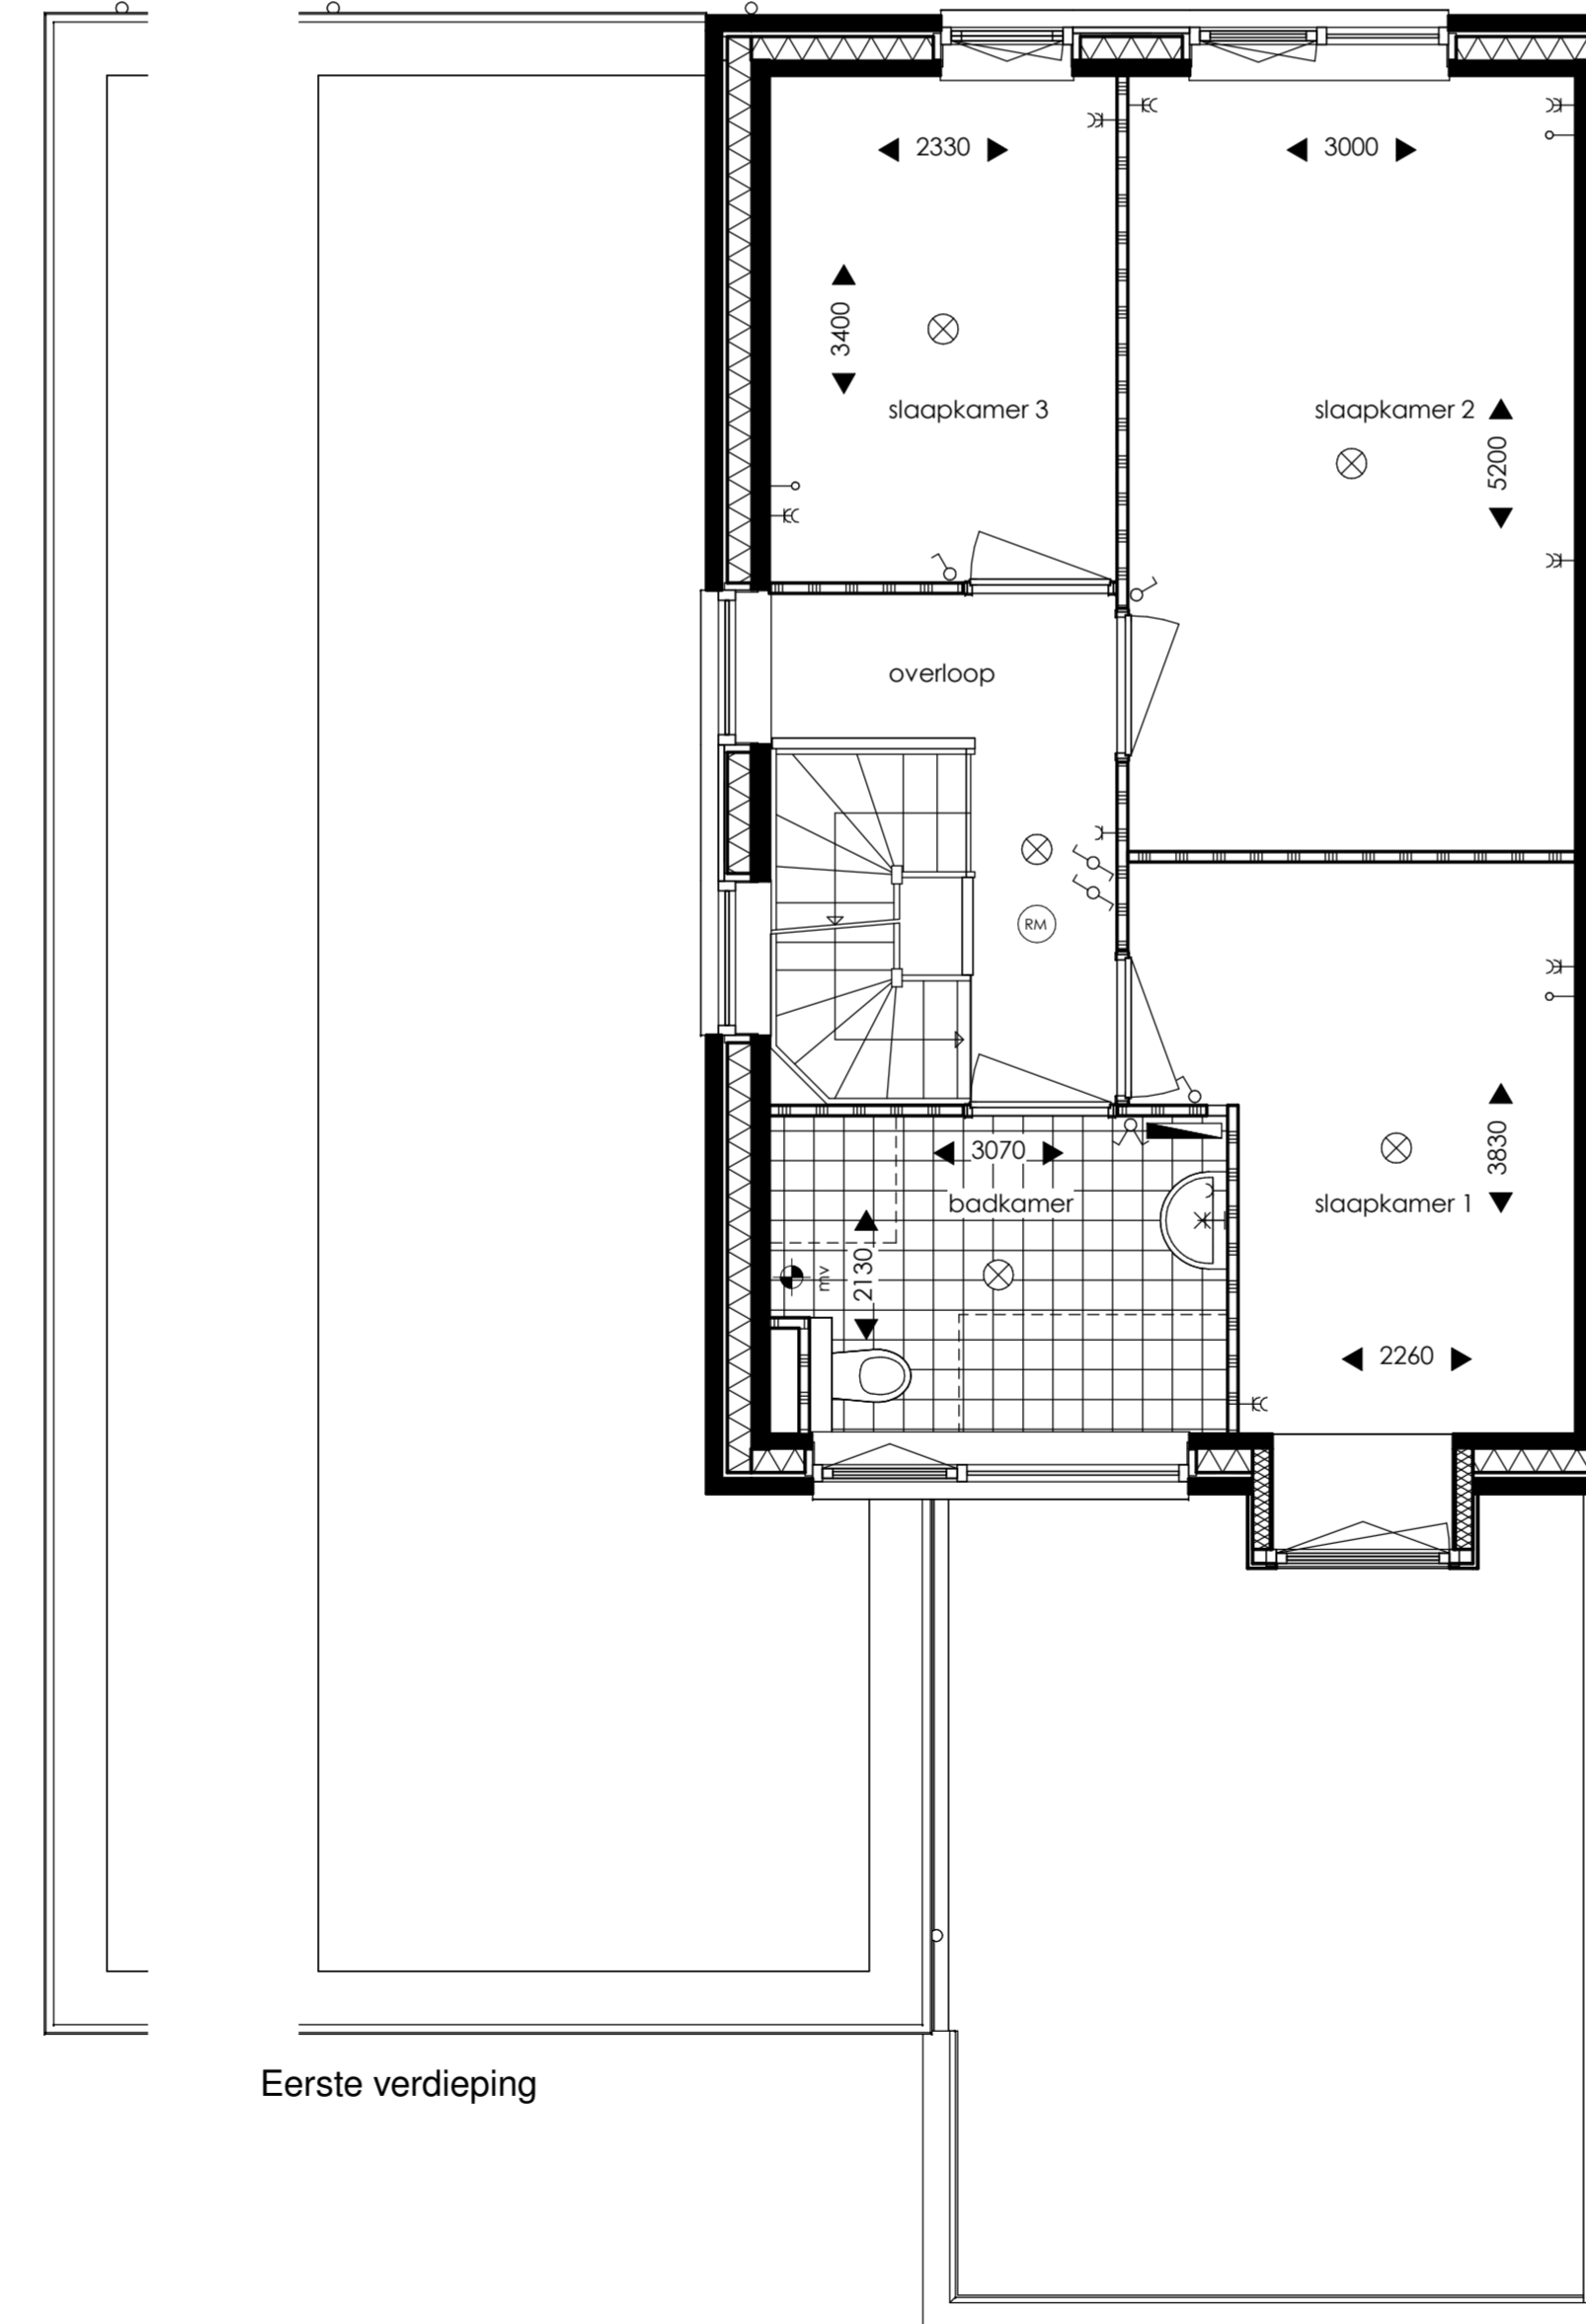 2330
3000
3400
slaapkamer 3
slaapkamer 2
5200
overloop
RM
3070
badkamer
3830
slaapkamer 1
2130
mv
2260
Eerste verdieping